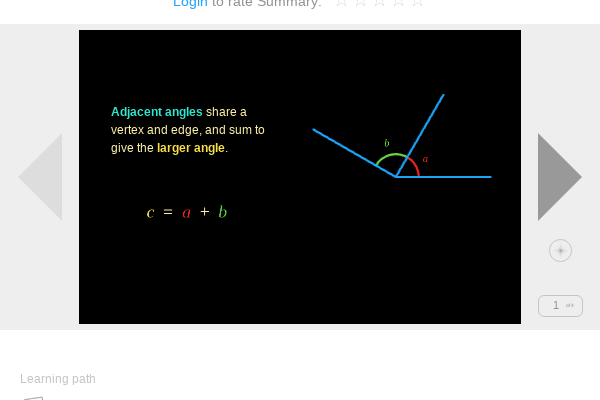 Login to rate Summary:
Adjacent angles share a
vertex and edge, and sum to
give the larger angle.
b
a
c = a + b
1
Learning path